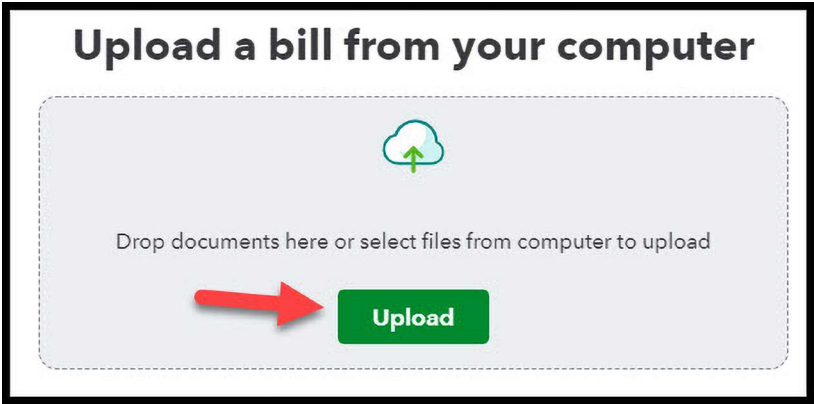 Upload a bill from your computer
Drop documents here or select files from computer to upload
Upload